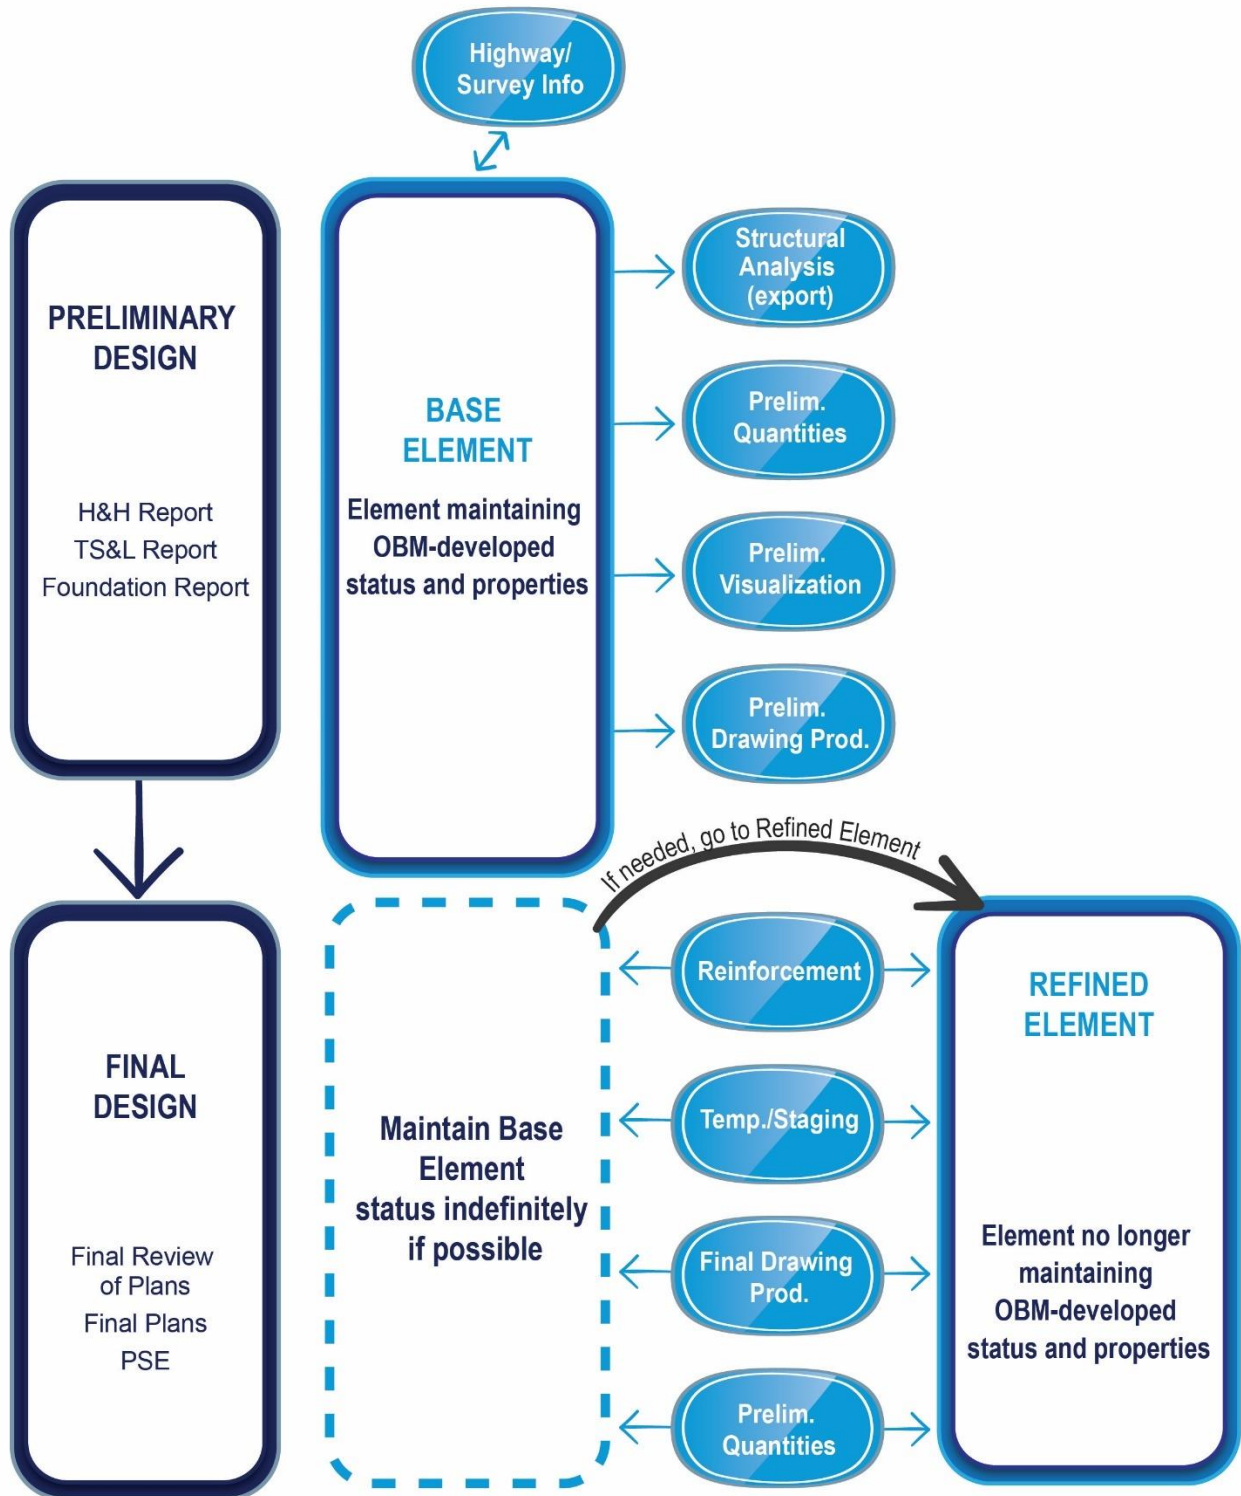 Highway/
Survey Info
PRELIMINARY
DESIGN
H&H Report
TS&L Report
Foundation Report
BASE
ELEMENT
Element maintaining
OBM-developed
status and properties
Structural
Analysis
(export)
Prelim.
Quantities
Prelim.
Visualization
Prelim.
Drawing Prod.
If needed, go to Refined Element
FINAL
DESIGN
Final Review
of Plans
Final Plans
PSE
Maintain Base
Element
status indefinitely
if possible
Reinforcement
Temp./Staging
Final Drawing
Prod.
Prelim.
Quantities
REFINED
ELEMENT
Element no longer
maintaining
OBM-developed
status and properties